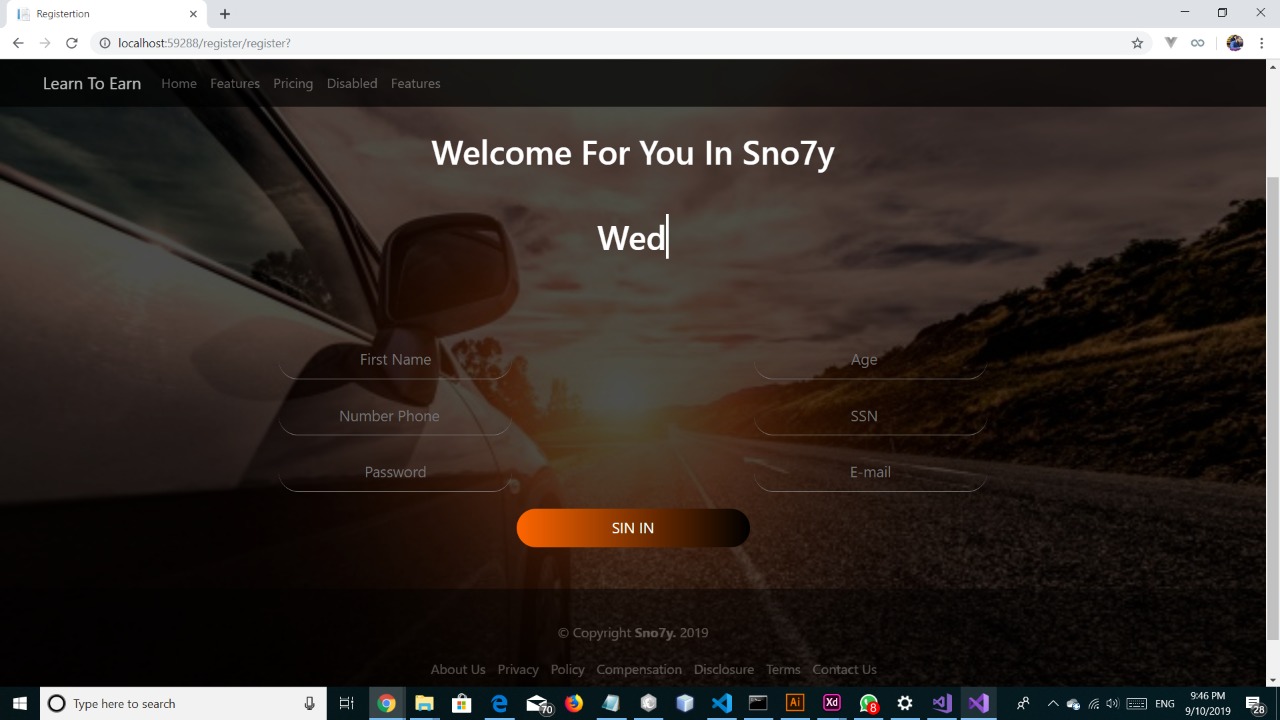 Registertion
localhost:59288/register/register?
Learn To Earn Home Features Pricing Disabled Features
Welcome For You In Sno7y
Wed
First Name Age
Number Phone SSN
Password E-mail
SIN IN
© Copyright Sno7y. 2019
About Us Privacy Policy Compensation Disclosure Terms Contact Us
Type here to search
70
Ai
Xd
8
ENG
9:46 PM
9/10/2019
28